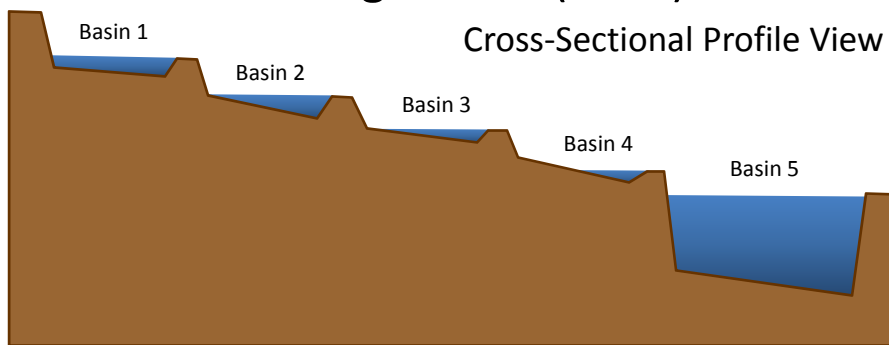 Cross-Sectional Profile View
Basin 1
Basin 2
Basin 3
Basin 4
Basin 5